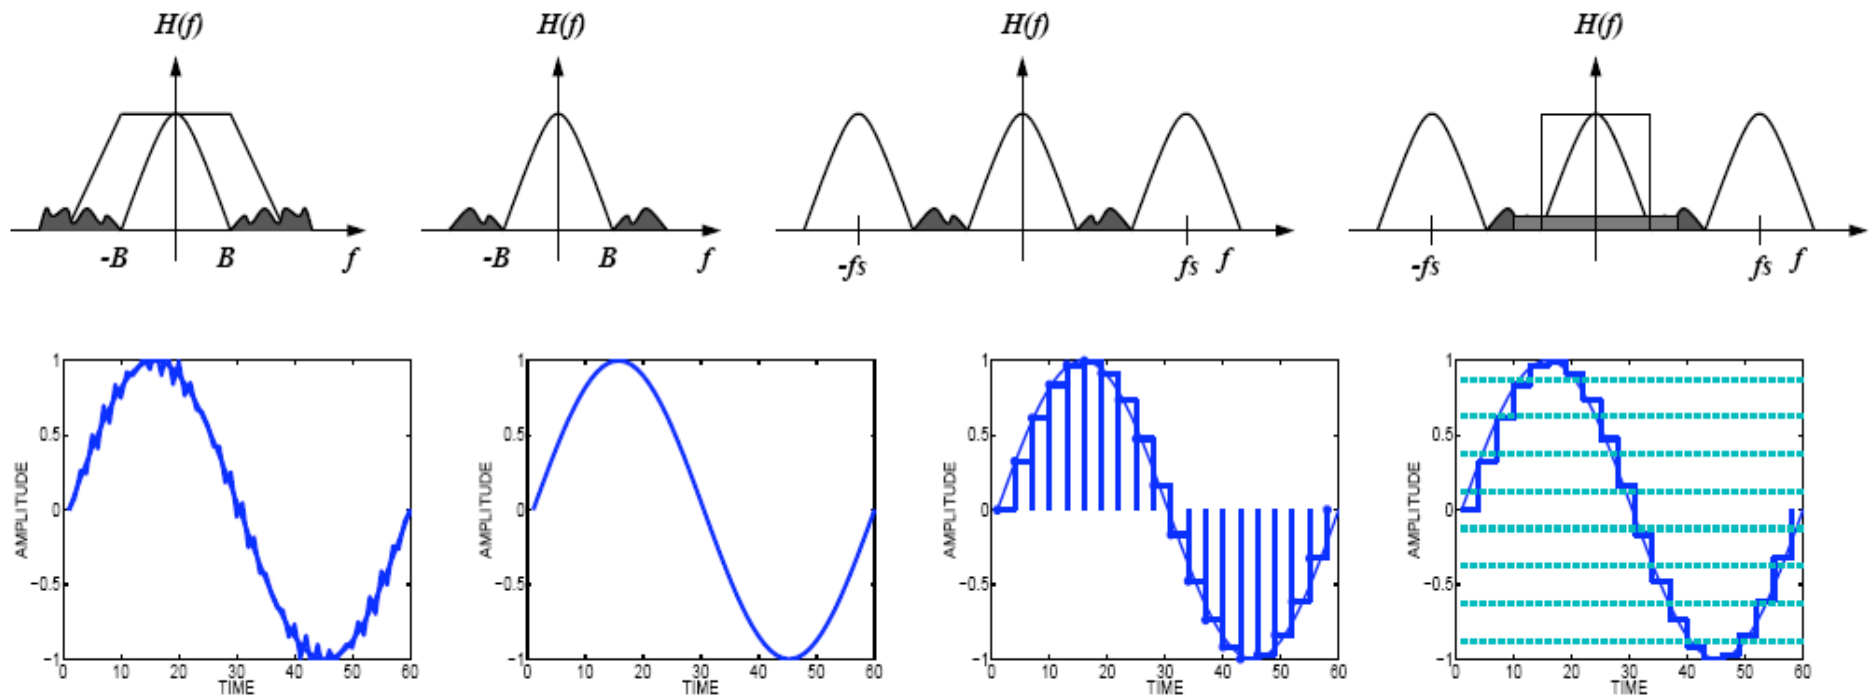 H(f) H(f) H(f) H(f)
-B B f -B B f -fs fs f -fs fs f
1 1 1 1
0.5 0.5 0.5 0.5
AMPLITUDE AMPLITUDE AMPLITUDE AMPLITUDE
0 0 0 0
−0.5 −0.5 −0.5 −0.5
−1 −1 −1 −1
0 10 20 30 40 50 60 0 10 20 30 40 50 60 0 10 20 30 40 50 60 0 10 20 30 40 50 60
TIME TIME TIME TIME